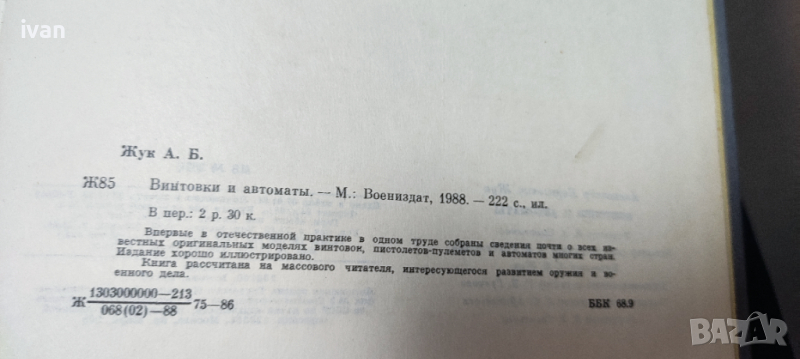 ivan
Жук А. Б.
Ж85 Винтовки и автоматы. — М.: Воениздат, 1988. — 222 с., ил.
В пер.: 2 р. 30 к.
Впервые в отечественной практике в одном труде собраны сведения почти о всех из-
вестных оригинальных моделях винтовок, пистолетов-пулеметов и автоматов многих стран.
Издание хорошо иллюстрировано.
Книга рассчитана на массового читателя, интересующегося развитием оружия и во-
енного дела.
Ж 1303000000—213 75—86
068(02)—88
ББК 68.9
BAZAR
bg